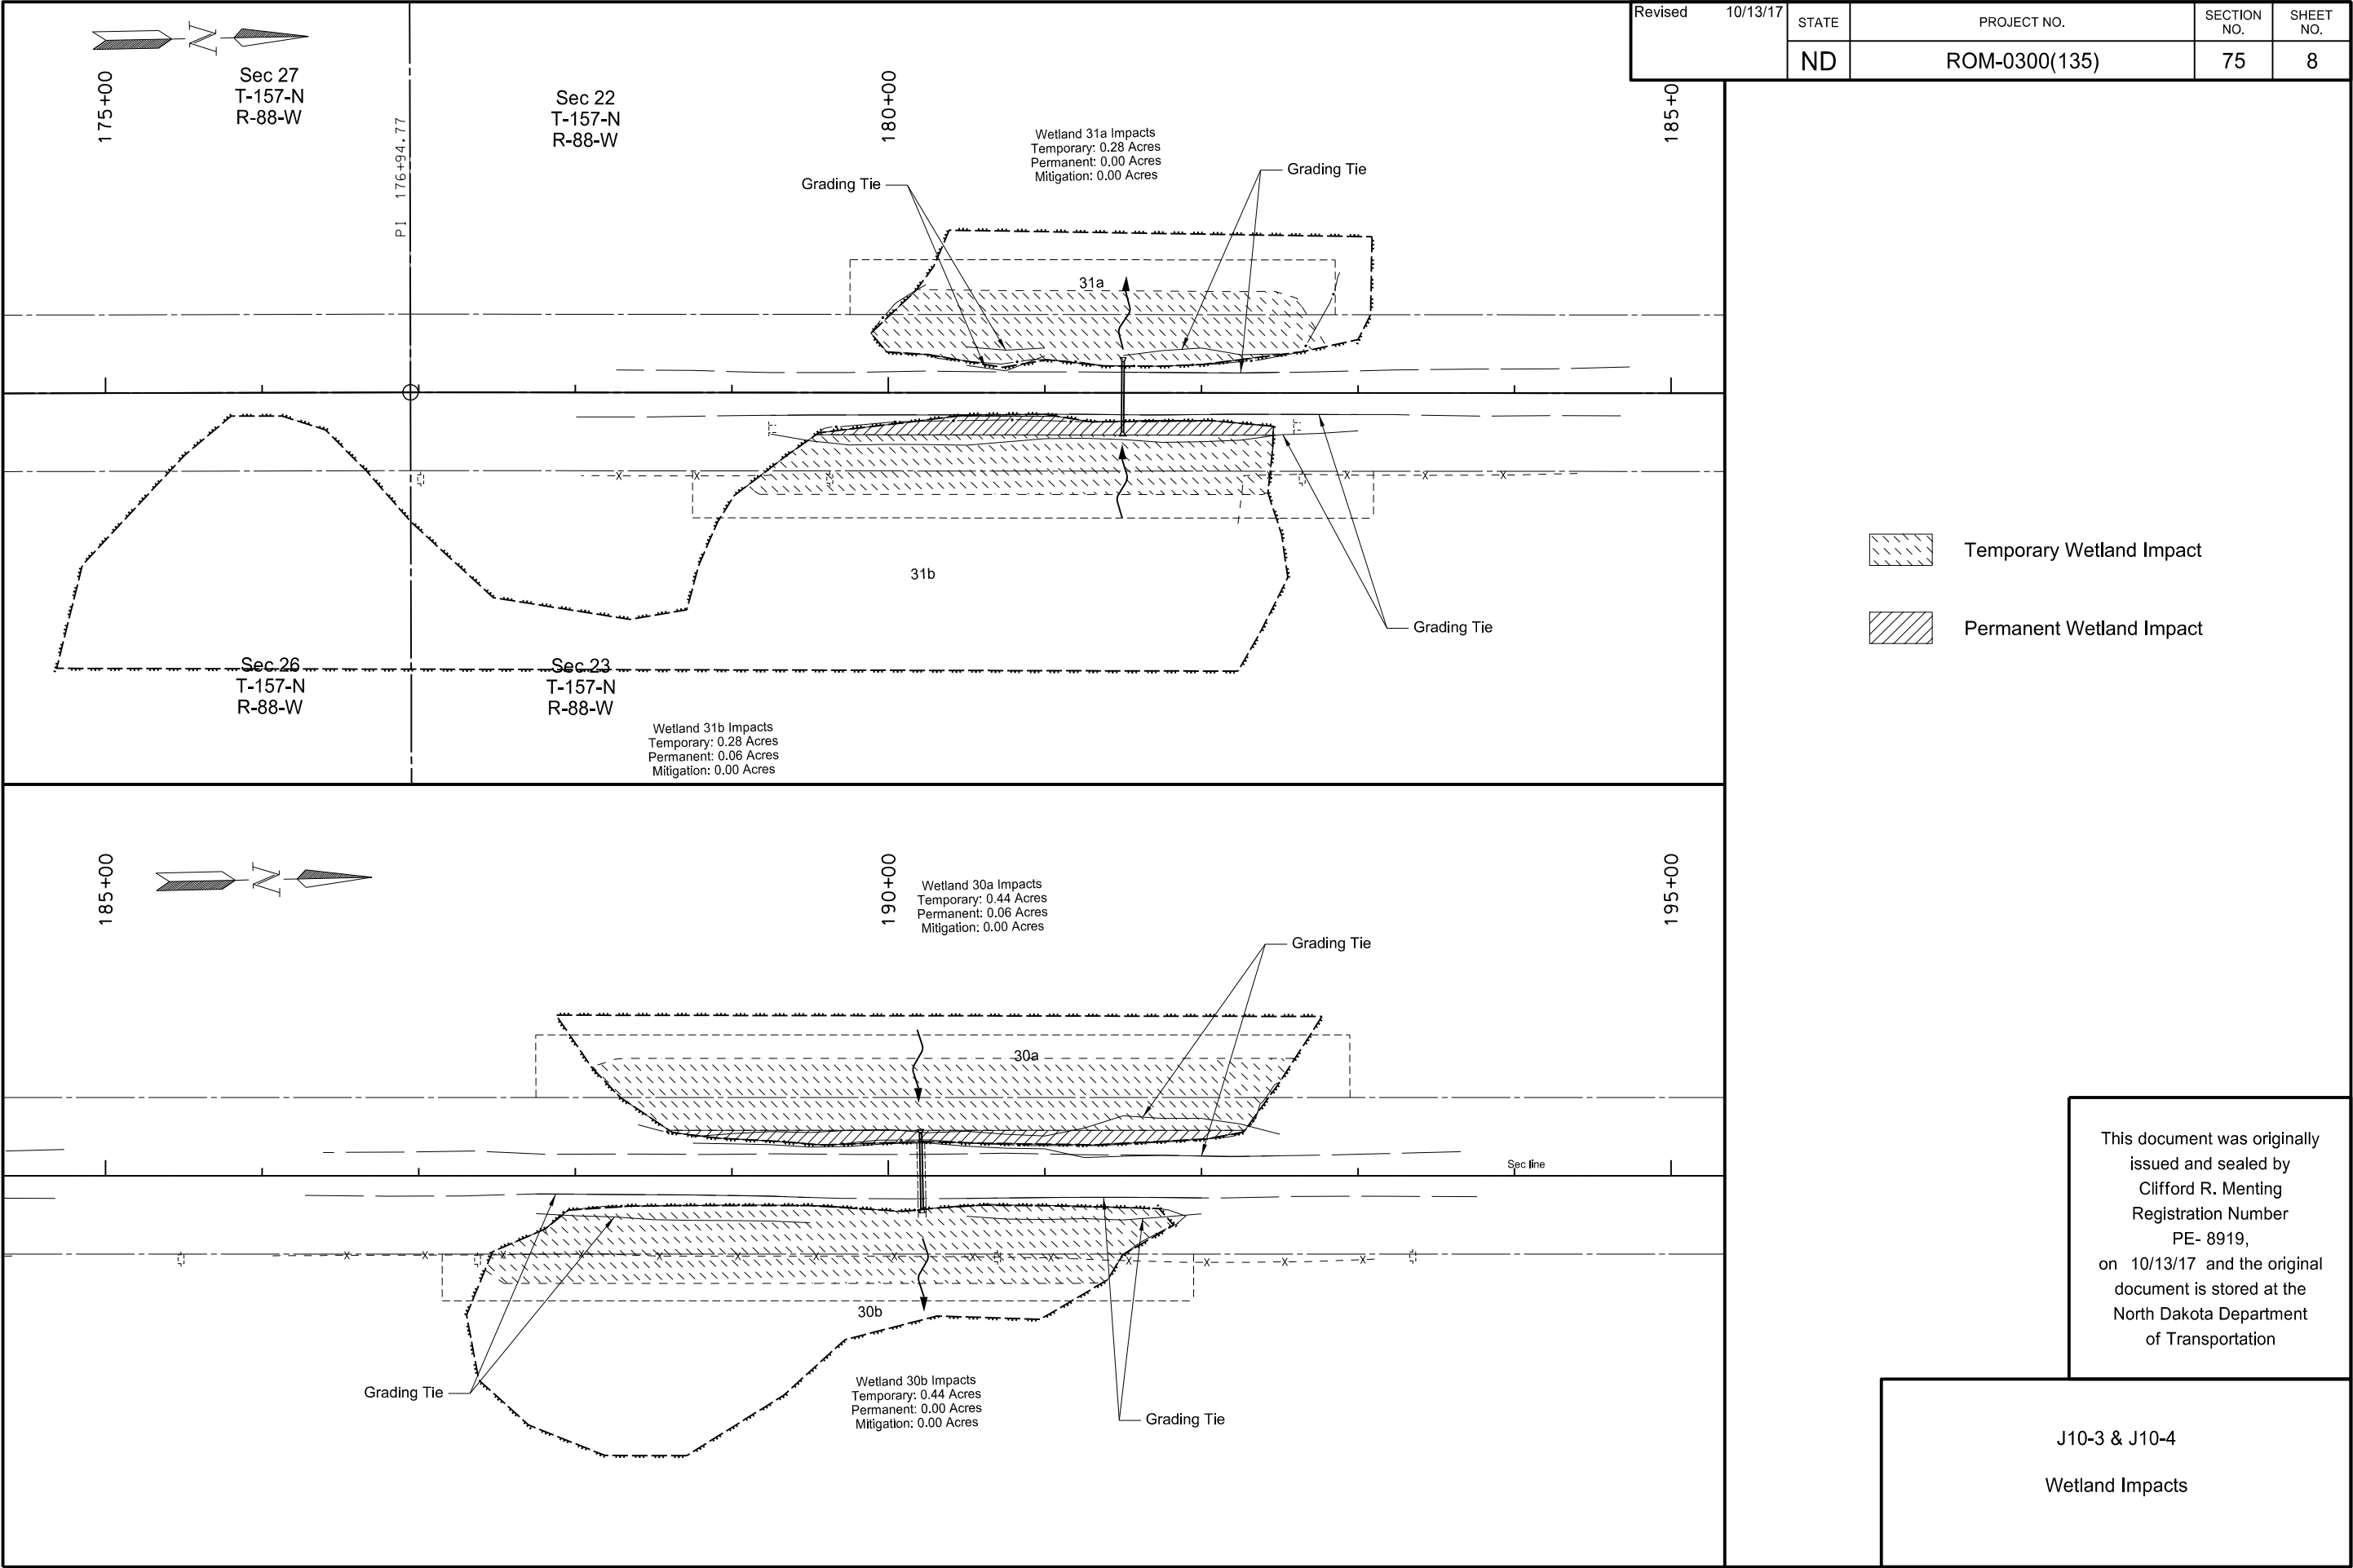 Revised 10/13/17
STATE
PROJECT NO.
SECTION NO.
SHEET NO.
ND
ROM-0300(135)
75
8
N
175+00
Sec 27
T-157-N
R-88-W
PI 176+94.77
Sec 22
T-157-N
R-88-W
180+00
185+0
Wetland 31a Impacts
Temporary: 0.28 Acres
Permanent: 0.00 Acres
Mitigation: 0.00 Acres
Grading Tie
Grading Tie
31a
31b
Grading Tie
Sec 26
T-157-N
R-88-W
Sec 23
T-157-N
R-88-W
Wetland 31b Impacts
Temporary: 0.28 Acres
Permanent: 0.06 Acres
Mitigation: 0.00 Acres
Temporary Wetland Impact
Permanent Wetland Impact
185+00
N
190+00
Wetland 30a Impacts
Temporary: 0.44 Acres
Permanent: 0.06 Acres
Mitigation: 0.00 Acres
195+00
Grading Tie
30a
Sec line
30b
Grading Tie
Wetland 30b Impacts
Temporary: 0.44 Acres
Permanent: 0.00 Acres
Mitigation: 0.00 Acres
Grading Tie
This document was originally
issued and sealed by
Clifford R. Menting
Registration Number
PE- 8919,
on 10/13/17 and the original
document is stored at the
North Dakota Department
of Transportation
J10-3 & J10-4
Wetland Impacts